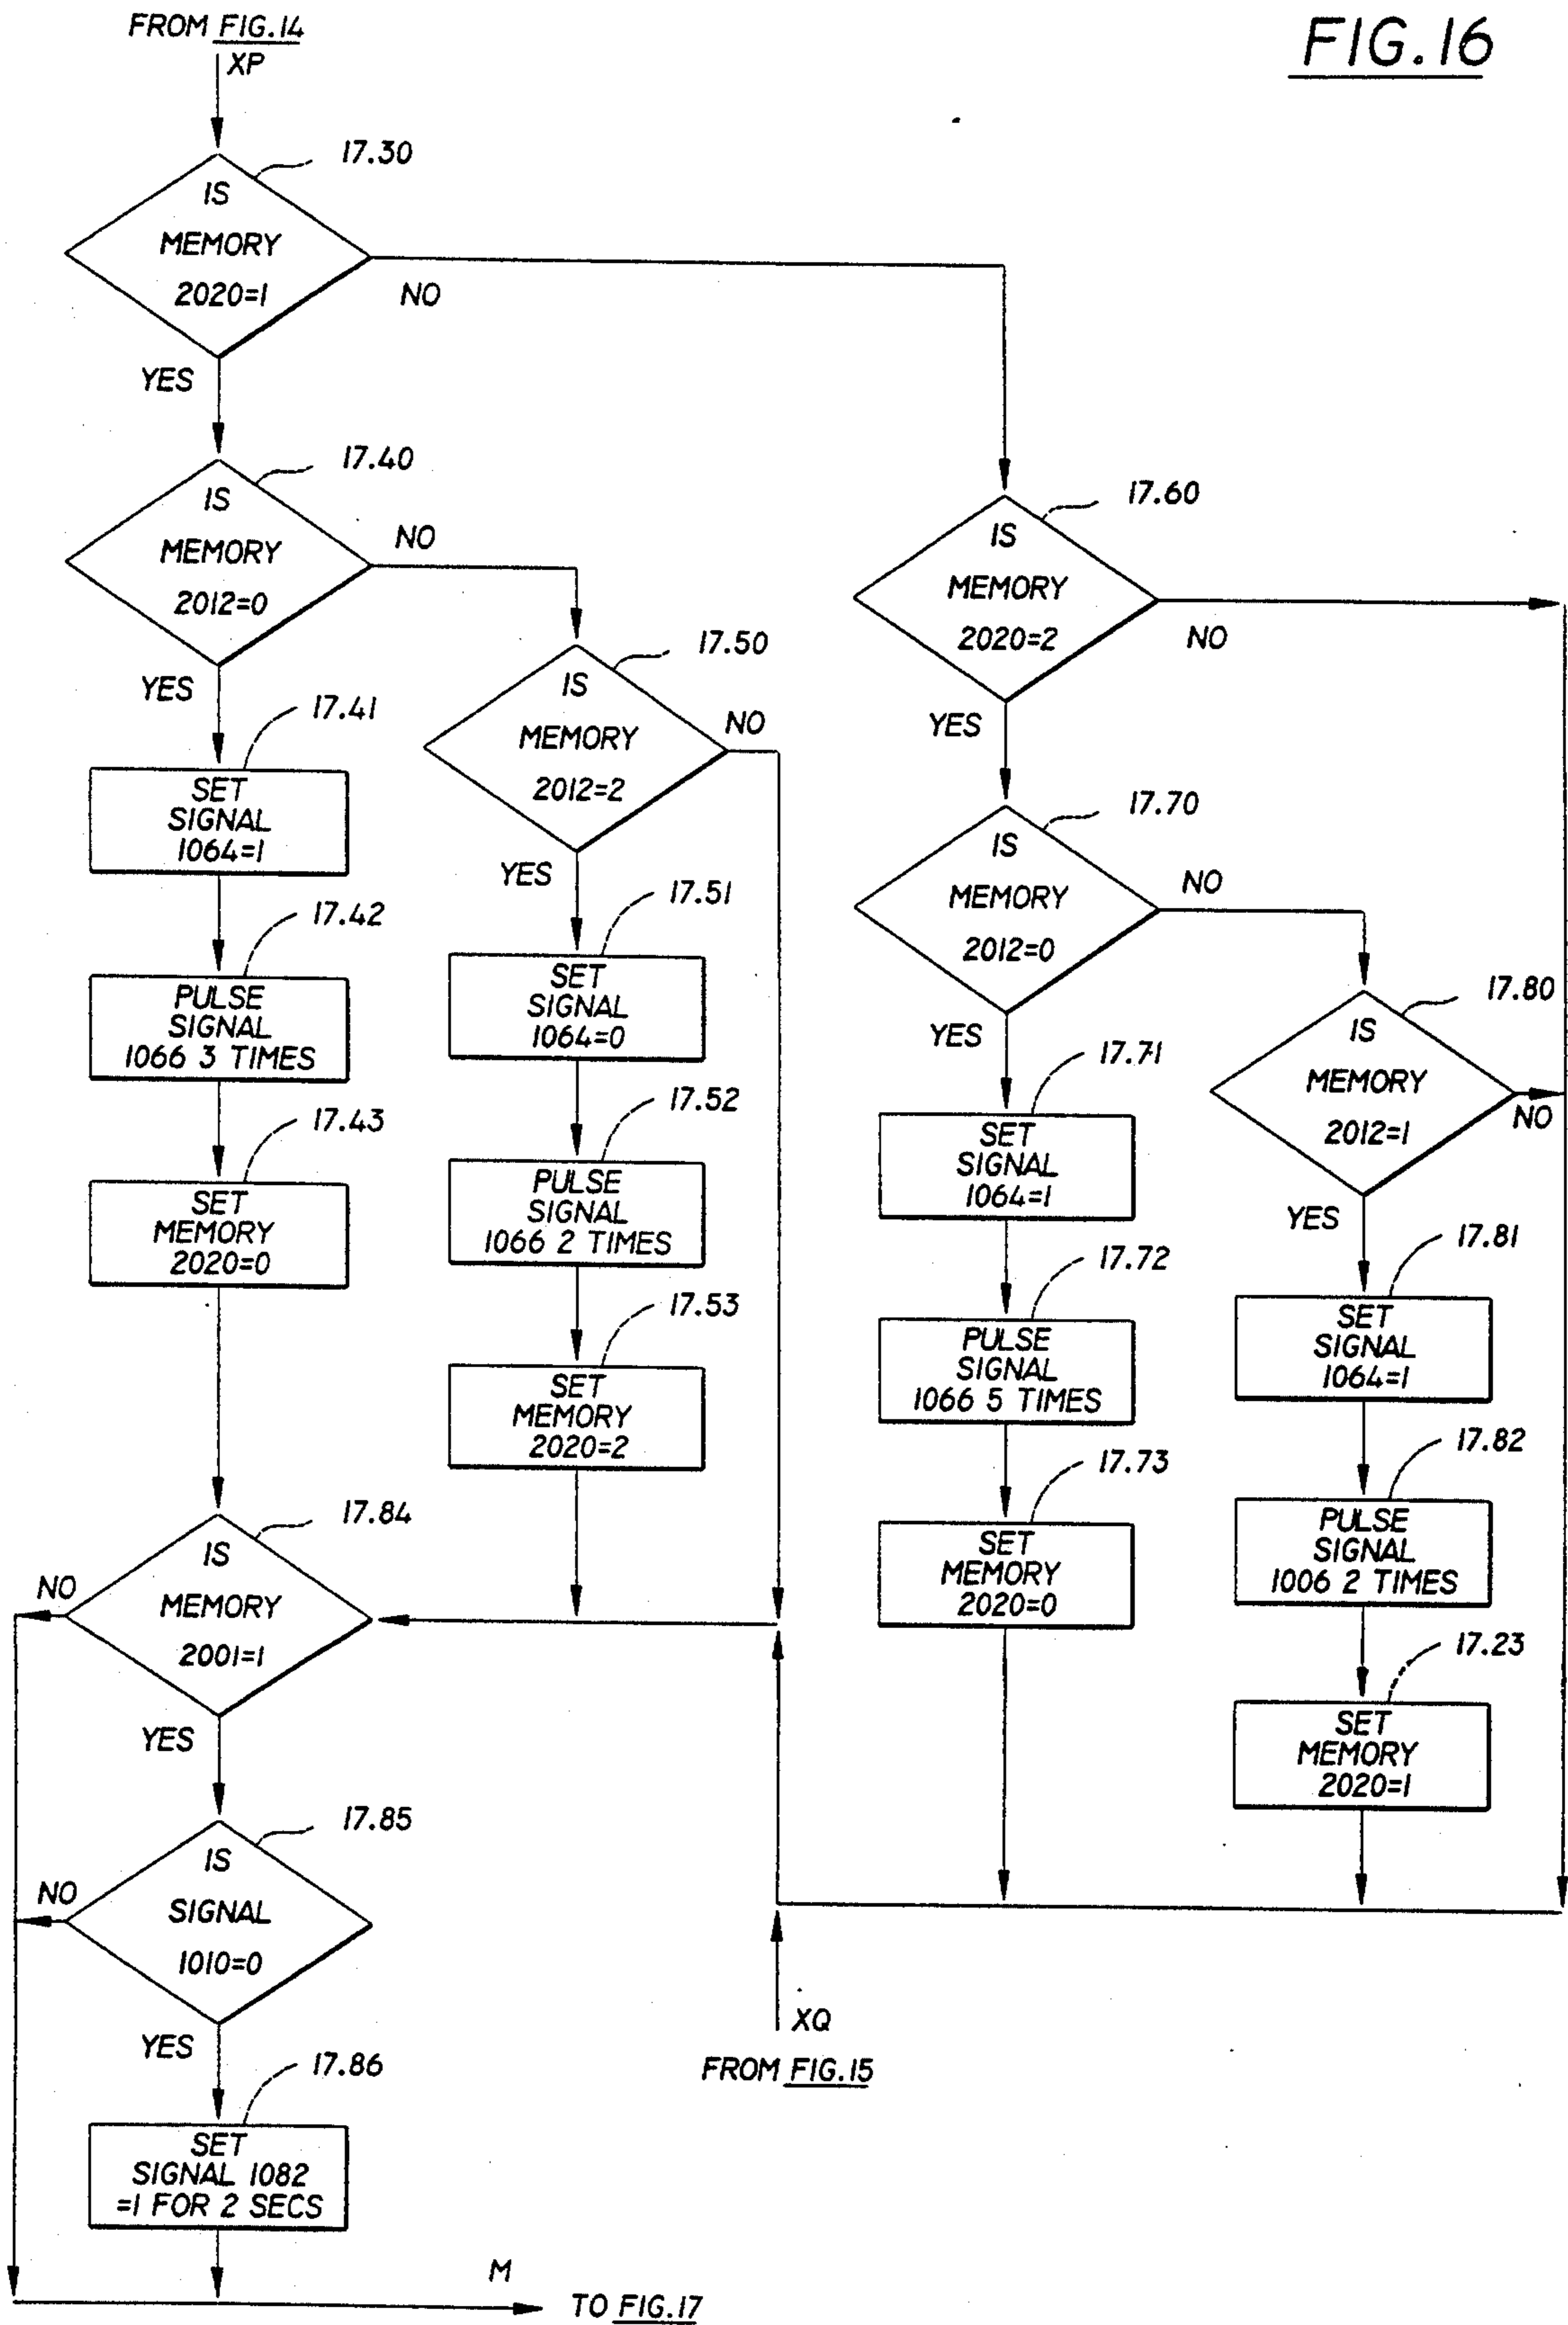 FROM FIG.14
XP
FIG.16
17.30
IS
MEMORY
2020=1
NO
YES
17.40
IS
MEMORY
2012=0
NO
YES
17.50
IS
MEMORY
2012=2
NO
YES
17.41
SET
SIGNAL
1064=1
17.42
PULSE
SIGNAL
1066 3 TIMES
17.43
SET
MEMORY
2020=0
17.51
SET
SIGNAL
1064=0
17.52
PULSE
SIGNAL
1066 2 TIMES
17.53
SET
MEMORY
2020=2
17.60
IS
MEMORY
2020=2
NO
YES
17.70
IS
MEMORY
2012=0
NO
YES
17.71
SET
SIGNAL
1064=1
17.72
PULSE
SIGNAL
1066 5 TIMES
17.73
SET
MEMORY
2020=0
17.80
IS
MEMORY
2012=1
NO
YES
17.81
SET
SIGNAL
1064=1
17.82
PULSE
SIGNAL
1006 2 TIMES
17.23
SET
MEMORY
2020=1
17.84
IS
MEMORY
2001=1
NO
YES
17.85
IS
SIGNAL
1010=0
NO
YES
17.86
SET
SIGNAL 1082
=1 FOR 2 SECS
XQ
FROM FIG.15
M
TO FIG.17